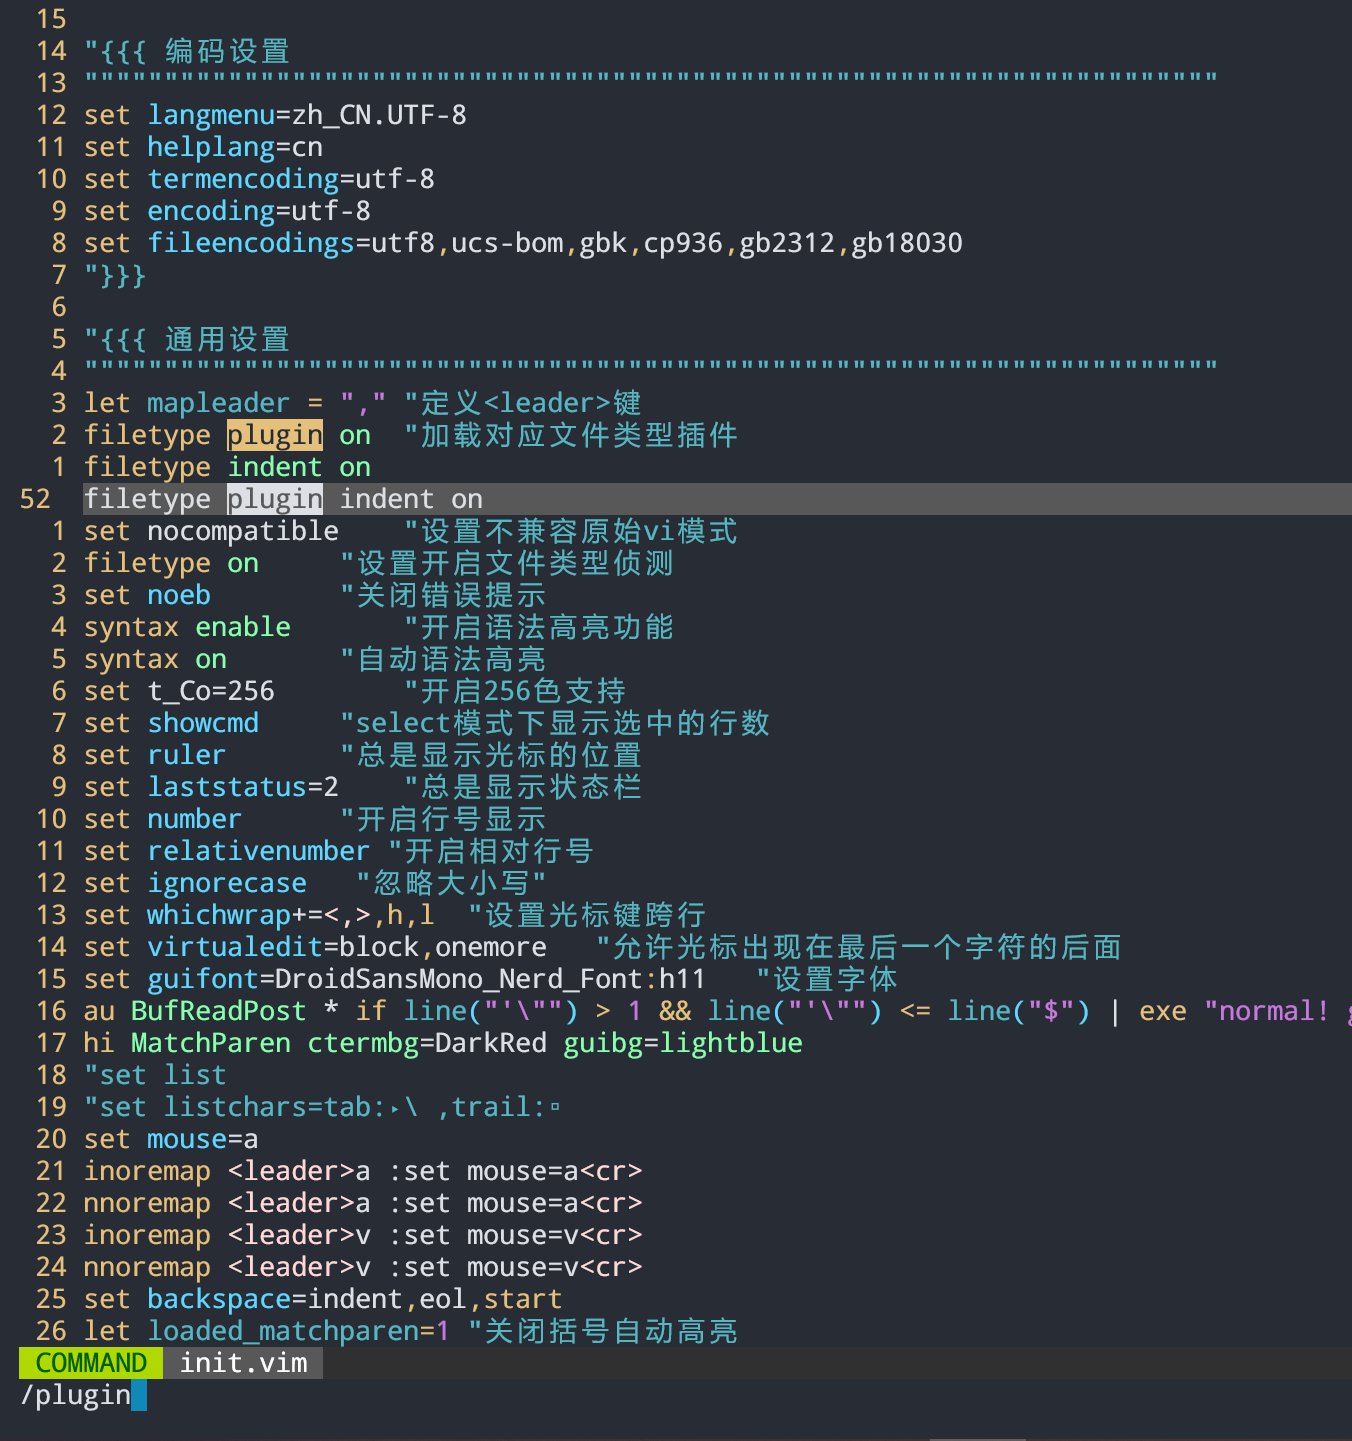 15
14 "{{{ 编码设置
13 """""""""""""""""""""""""""""""""""""""""""""""""""""""""""""""""""""""
12 set langmenu=zh_CN.UTF-8
11 set helplang=cn
10 set termencoding=utf-8
9 set encoding=utf-8
8 set fileencodings=utf8,ucs-bom,gbk,cp936,gb2312,gb18030
7 "}}}
6
5 "{{{ 通用设置
4 """""""""""""""""""""""""""""""""""""""""""""""""""""""""""""""""""""""
3 let mapleader = "," "定义<leader>键
2 filetype plugin on  "加载对应文件类型插件
1 filetype indent on
52 filetype plugin indent on
1 set nocompatible    "设置不兼容原始vi模式
2 filetype on     "设置开启文件类型侦测
3 set noeb        "关闭错误提示
4 syntax enable       "开启语法高亮功能
5 syntax on       "自动语法高亮
6 set t_Co=256        "开启256色支持
7 set showcmd     "select模式下显示选中的行数
8 set ruler       "总是显示光标的位置
9 set laststatus=2    "总是显示状态栏
10 set number      "开启行号显示
11 set relativenumber "开启相对行号
12 set ignorecase   "忽略大小写"
13 set whichwrap+=<,>,h,l  "设置光标键跨行
14 set virtualedit=block,onemore   "允许光标出现在最后一个字符的后面
15 set guifont=DroidSansMono_Nerd_Font:h11   "设置字体
16 au BufReadPost * if line("'\"") > 1 && line("'\"") <= line("$") | exe "normal! g
17 hi MatchParen ctermbg=DarkRed guibg=lightblue
18 "set list
19 "set listchars=tab:▸\ ,trail:▫
20 set mouse=a
21 inoremap <leader>a :set mouse=a<cr>
22 nnoremap <leader>a :set mouse=a<cr>
23 inoremap <leader>v :set mouse=v<cr>
24 nnoremap <leader>v :set mouse=v<cr>
25 set backspace=indent,eol,start
26 let loaded_matchparen=1 "关闭括号自动高亮
COMMAND init.vim
/plugin